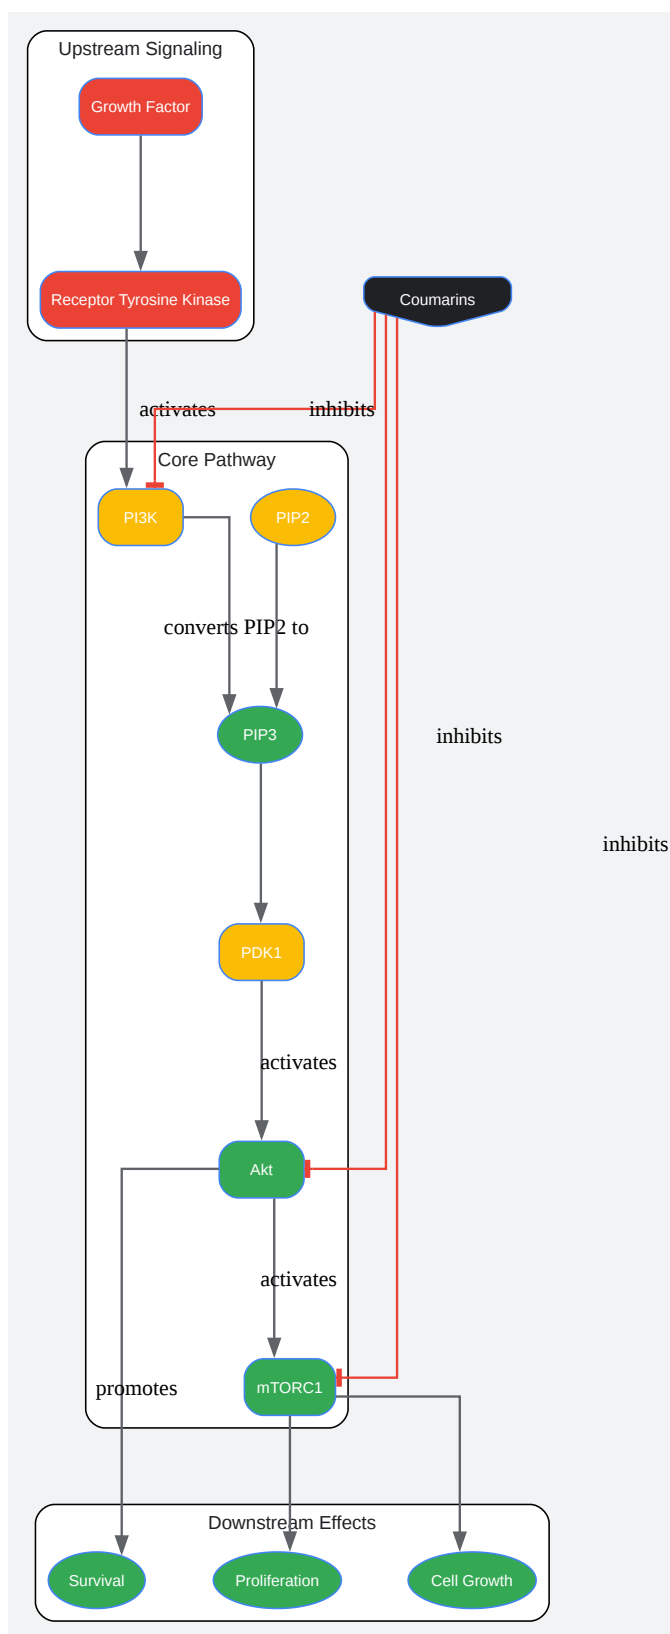 Upstream Signaling
Growth Factor
Receptor Tyrosine Kinase
Coumarins
activates
inhibits
Core Pathway
PI3K
PIP2
converts PIP2 to
PIP3
inhibits
inhibits
PDK1
activates
Akt
activates
mTORC1
promotes
Downstream Effects
Survival
Proliferation
Cell Growth